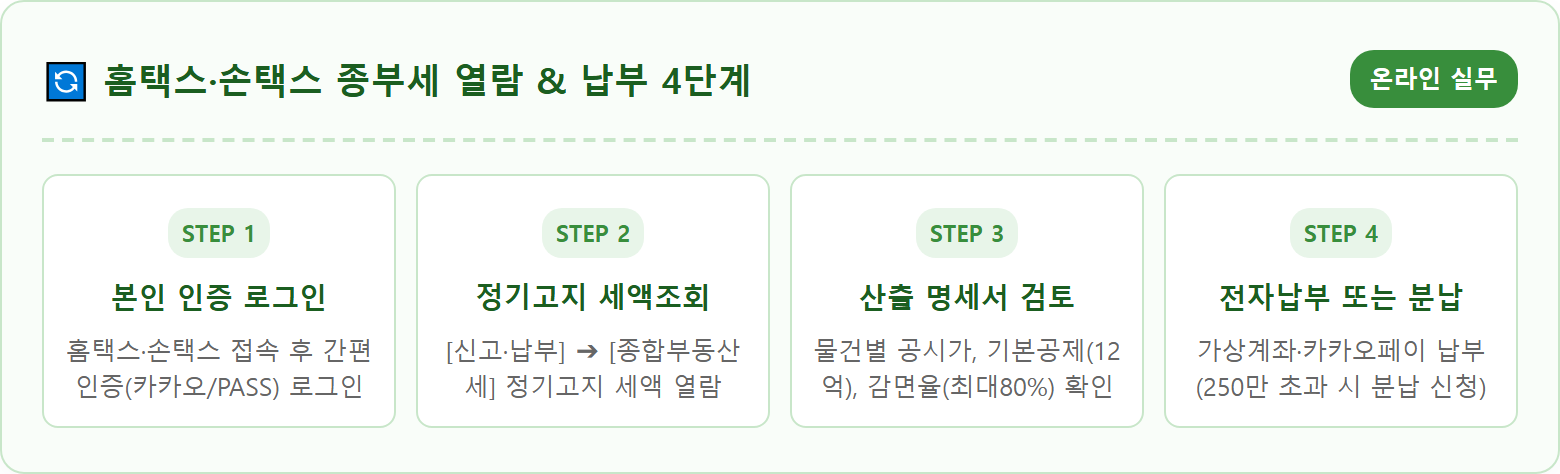 홈택스·손택스 종부세 열람 & 납부 4단계
온라인 실무
STEP 1
본인 인증 로그인
홈택스·손택스 접속 후 간편
인증(카카오/PASS) 로그인
STEP 2
정기고지 세액조회
[신고·납부] ➔ [종합부동산
세] 정기고지 세액 열람
STEP 3
산출 명세서 검토
물건별 공시가, 기본공제(12
억), 감면율(최대80%) 확인
STEP 4
전자납부 또는 분납
가상계좌·카카오페이 납부
(250만 초과 시 분납 신청)